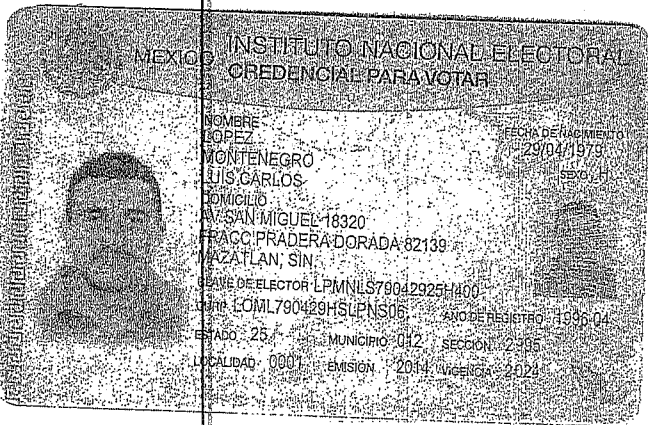 MEXICO INSTITUTO NACIONAL ELECTORAL
CREDENCIAL PARA VOTAR
NOMBRE
LOPEZ
MONTENEGRO
LUIS CARLOS
FECHA DE NACIMIENTO
29/04/1979
SEXO H
DOMICILIO
AV SAN MIGUEL 18320
FRACC PRADERA DORADA 82139
MAZATLAN, SIN.
CLAVE DE ELECTOR LPMNLS79042925H400
CURP LOML790429HSLPNS06 AÑO DE REGISTRO 1996 04
ESTADO 25 MUNICIPIO 012 SECCIÓN 2995
LOCALIDAD 0001 EMISIÓN 2014 VIGENCIA 2024